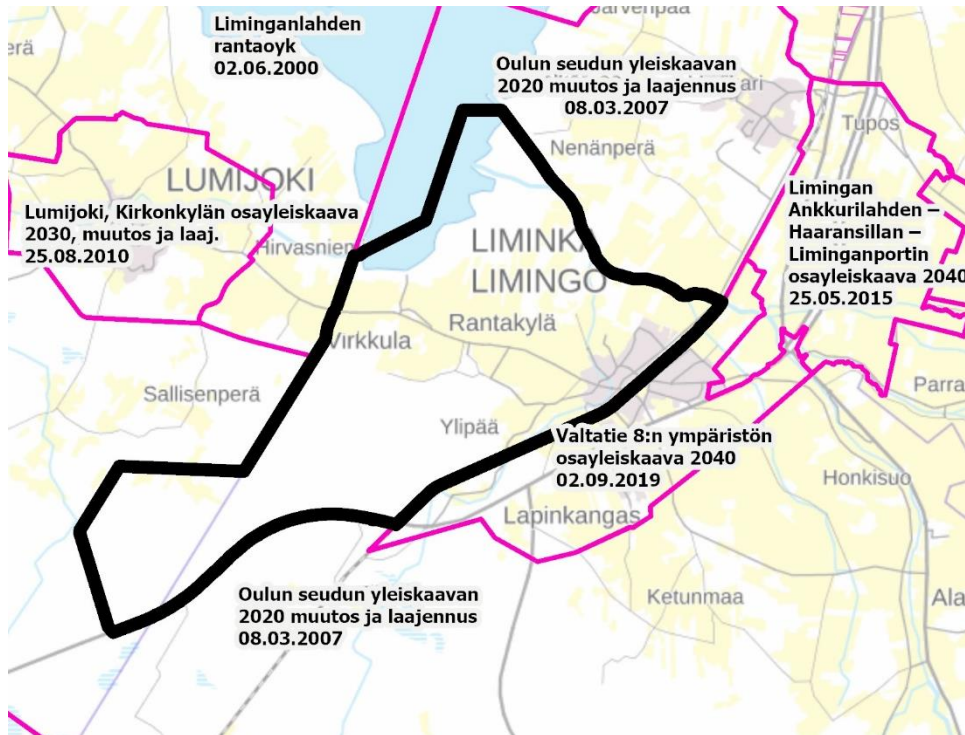 Järvenpää
Liminganlahden
rantaoyk
02.06.2000
Oulun seudun yleiskaavan
2020 muutos ja laajennus
08.03.2007
Tupos
Nenänperä
LUMIJOKI
Lumijoki, Kirkonkylän osayleiskaava
2030, muutos ja laaj.
25.08.2010
Hirvasnien
LIMINKA
LIMINGO
Limingan
Ankkurilahden –
Haaransillan –
Liminganportin
osayleiskaava 2040
25.05.2015
Rantakylä
Virkkula
Sallisenperä
Parra
Ylipää
Valtatie 8:n ympäristön
osayleiskaava 2040
02.09.2019
Honkisuo
Lapinkangas
Oulun seudun yleiskaavan
2020 muutos ja laajennus
08.03.2007
Ketunmaa
Ala